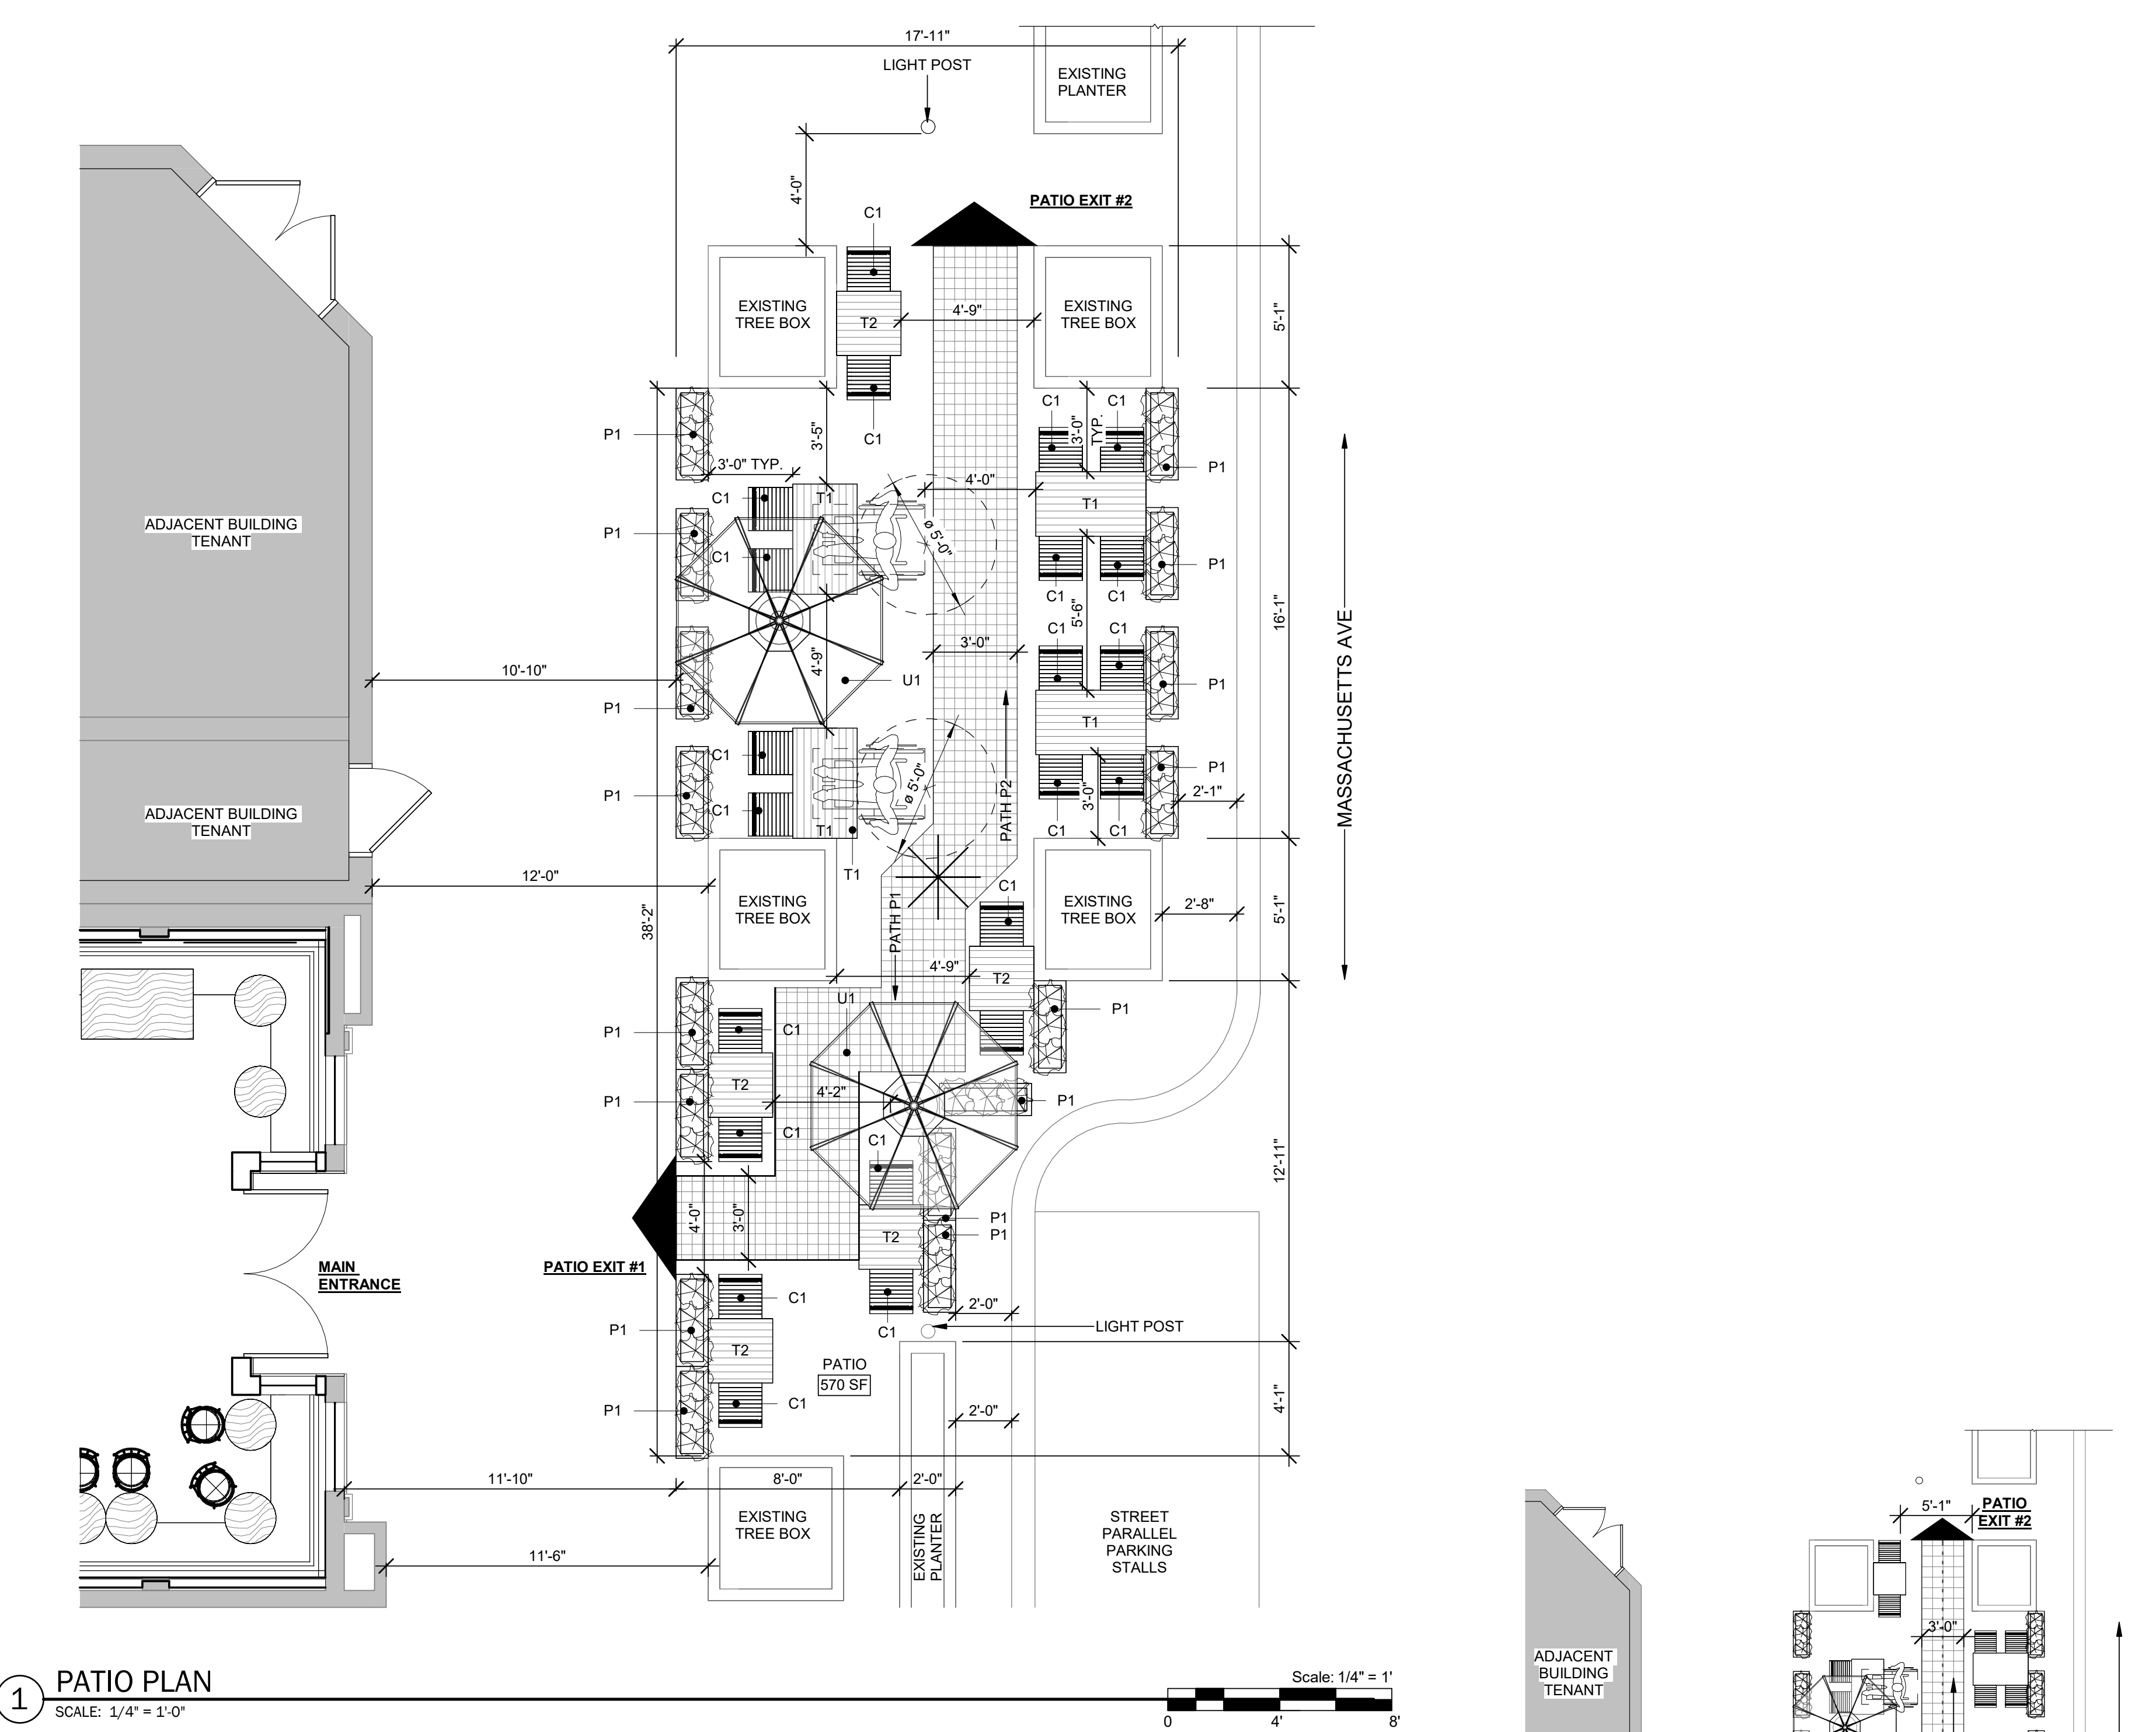 17'-11"
LIGHT POST
EXISTING
PLANTER
4'-0"
PATIO EXIT #2
C1
EXISTING
TREE BOX
T2
4'-9"
EXISTING
TREE BOX
5'-1"
C1
C1
C1
3'-0"
TYP.
P1
3'-5"
3'-0" TYP.
P1
4'-0"
C1
T1
T1
ADJACENT BUILDING
TENANT
P1
C1
ø 5'-0"
P1
C1
C1
5'-6"
16'-1"
C1
C1
3'-0"
4'-9"
10'-10"
U1
P1
P1
MASSACHUSETTS AVE
T1
C1
P1
ø 5'-0"
P1
2'-1"
3'-0"
PATH P2
C1
T1
C1
C1
ADJACENT BUILDING
TENANT
12'-0"
T1
C1
EXISTING
TREE BOX
PATH P1
EXISTING
TREE BOX
2'-8"
5'-1"
38'-2"
4'-9"
T2
U1
P1
P1
C1
T2
P1
4'-2"
P1
C1
C1
12'-11"
4'-0"
3'-0"
P1
P1
T2
PATIO EXIT #1
MAIN
ENTRANCE
C1
2'-0"
C1
LIGHT POST
P1
T2
PATIO
570 SF
C1
P1
2'-0"
4'-1"
11'-10"
8'-0"
2'-0"
EXISTING
TREE BOX
EXISTING
PLANTER
STREET
PARALLEL
PARKING
STALLS
11'-6"
1
PATIO PLAN
SCALE: 1/4" = 1'-0"
Scale: 1/4" = 1'
0
4'
8'
5'-1"
PATIO
EXIT #2
3'-0"
ADJACENT
BUILDING
TENANT